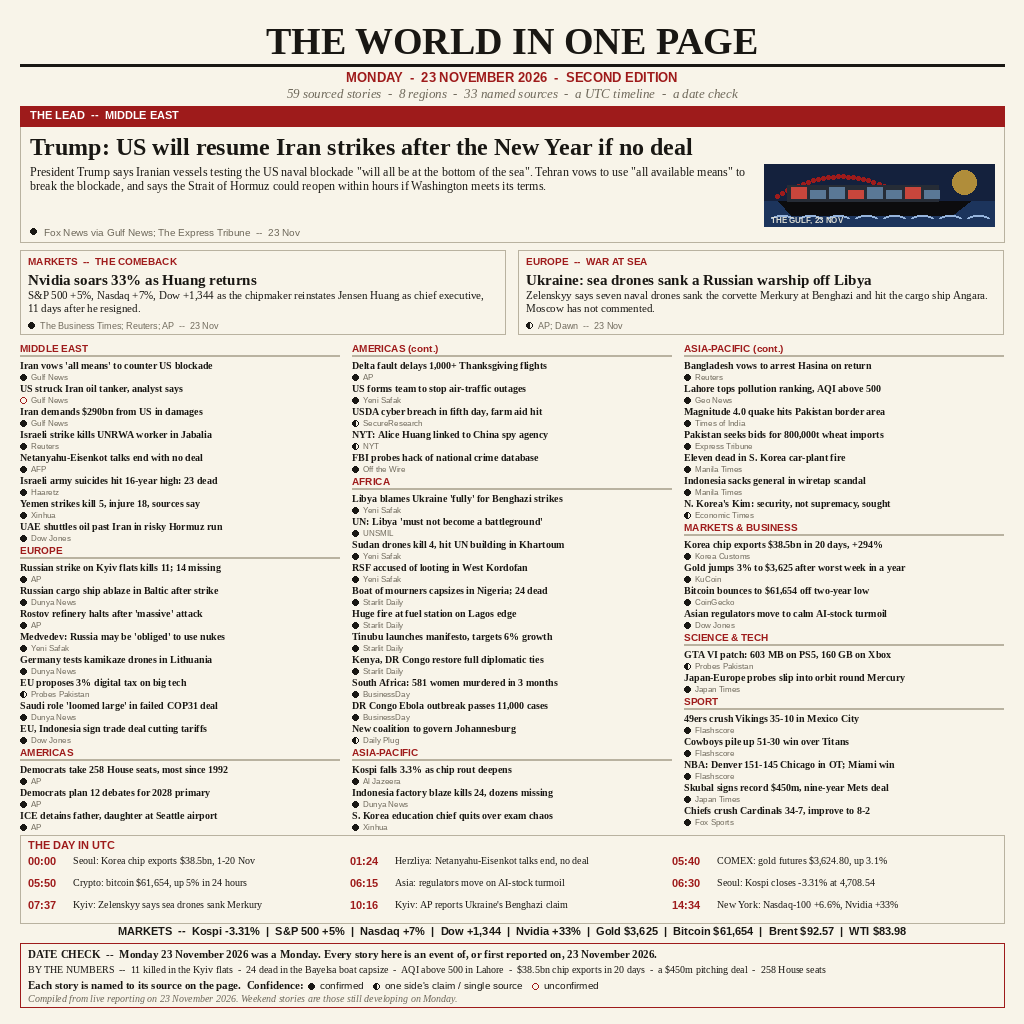 THE WORLD IN ONE PAGE
MONDAY - 23 NOVEMBER 2026 - SECOND EDITION
59 sourced stories - 8 regions - 33 named sources - a UTC timeline - a date check
THE LEAD -- MIDDLE EAST
Trump: US will resume Iran strikes after the New Year if no deal
President Trump says Iranian vessels testing the US naval blockade "will all be at the bottom of the sea". Tehran vows to use "all available means" to
break the blockade, and says the Strait of Hormuz could reopen within hours if Washington meets its terms.
Fox News via Gulf News; The Express Tribune -- 23 Nov
THE GULF, 23 NOV
MARKETS -- THE COMEBACK
Nvidia soars 33% as Huang returns
S&P 500 +5%, Nasdaq +7%, Dow +1,344 as the chipmaker reinstates Jensen Huang as chief executive,
11 days after he resigned.
The Business Times; Reuters; AP -- 23 Nov
EUROPE -- WAR AT SEA
Ukraine: sea drones sank a Russian warship off Libya
Zelenskyy says seven naval drones sank the corvette Merkury at Benghazi and hit the cargo ship Angara.
Moscow has not commented.
AP; Dawn -- 23 Nov
MIDDLE EAST
Iran vows 'all means' to counter US blockade
Gulf News
US struck Iran oil tanker, analyst says
Gulf News
Iran demands $290bn from US in damages
Gulf News
Israeli strike kills UNRWA worker in Jabalia
Reuters
Netanyahu-Eisenkot talks end with no deal
AFP
Israeli army suicides hit 16-year high: 23 dead
Haaretz
Yemen strikes kill 5, injure 18, sources say
Xinhua
UAE shuttles oil past Iran in risky Hormuz run
Dow Jones
EUROPE
Russian strike on Kyiv flats kills 11; 14 missing
AP
Russian cargo ship ablaze in Baltic after strike
Dunya News
Rostov refinery halts after 'massive' attack
AP
Medvedev: Russia may be 'obliged' to use nukes
Yeni Safak
Germany tests kamikaze drones in Lithuania
Dunya News
EU proposes 3% digital tax on big tech
Probes Pakistan
Saudi role 'loomed large' in failed COP31 deal
Dunya News
EU, Indonesia sign trade deal cutting tariffs
Dow Jones
AMERICAS
Democrats take 258 House seats, most since 1992
AP
Democrats plan 12 debates for 2028 primary
AP
ICE detains father, daughter at Seattle airport
AP
AMERICAS (cont.)
Delta fault delays 1,000+ Thanksgiving flights
AP
US forms team to stop air-traffic outages
Yeni Safak
USDA cyber breach in fifth day, farm aid hit
SecureResearch
NYT: Alice Huang linked to China spy agency
NYT
FBI probes hack of national crime database
Off the Wire
AFRICA
Libya blames Ukraine 'fully' for Benghazi strikes
Yeni Safak
UN: Libya 'must not become a battleground'
UNSMIL
Sudan drones kill 4, hit UN building in Khartoum
Yeni Safak
RSF accused of looting in West Kordofan
Yeni Safak
Boat of mourners capsizes in Nigeria; 24 dead
Starlit Daily
Huge fire at fuel station on Lagos edge
Starlit Daily
Tinubu launches manifesto, targets 6% growth
Starlit Daily
Kenya, DR Congo restore full diplomatic ties
Starlit Daily
South Africa: 581 women murdered in 3 months
BusinessDay
DR Congo Ebola outbreak passes 11,000 cases
BusinessDay
New coalition to govern Johannesburg
Daily Plug
ASIA-PACIFIC
Kospi falls 3.3% as chip rout deepens
Al Jazeera
Indonesia factory blaze kills 24, dozens missing
Dunya News
S. Korea education chief quits over exam chaos
Xinhua
ASIA-PACIFIC (cont.)
Bangladesh vows to arrest Hasina on return
Reuters
Lahore tops pollution ranking, AQI above 500
Geo News
Magnitude 4.0 quake hits Pakistan border area
Times of India
Pakistan seeks bids for 800,000t wheat imports
Express Tribune
Eleven dead in S. Korea car-plant fire
Manila Times
Indonesia sacks general in wiretap scandal
Manila Times
N. Korea's Kim: security, not supremacy, sought
Economic Times
MARKETS & BUSINESS
Korea chip exports $38.5bn in 20 days, +294%
Korea Customs
Gold jumps 3% to $3,625 after worst week in a year
KuCoin
Bitcoin bounces to $61,654 off two-year low
CoinGecko
Asian regulators move to calm AI-stock turmoil
Dow Jones
SCIENCE & TECH
GTA VI patch: 603 MB on PS5, 160 GB on Xbox
Probes Pakistan
Japan-Europe probes slip into orbit round Mercury
Japan Times
SPORT
49ers crush Vikings 35-10 in Mexico City
Flashscore
Cowboys pile up 51-30 win over Titans
Flashscore
NBA: Denver 151-145 Chicago in OT; Miami win
Flashscore
Skubal signs record $450m, nine-year Mets deal
Japan Times
Chiefs crush Cardinals 34-7, improve to 8-2
Fox Sports
THE DAY IN UTC
00:00 Seoul: Korea chip exports $38.5bn, 1-20 Nov
01:24 Herzliya: Netanyahu-Eisenkot talks end, no deal
05:40 COMEX: gold futures $3,624.80, up 3.1%
05:50 Crypto: bitcoin $61,654, up 5% in 24 hours
06:15 Asia: regulators move on AI-stock turmoil
06:30 Seoul: Kospi closes -3.31% at 4,708.54
07:37 Kyiv: Zelenskyy says sea drones sank Merkury
10:16 Kyiv: AP reports Ukraine's Benghazi claim
14:34 New York: Nasdaq-100 +6.6%, Nvidia +33%
MARKETS -- Kospi -3.31% | S&P 500 +5% | Nasdaq +7% | Dow +1,344 | Nvidia +33% | Gold $3,625 | Bitcoin $61,654 | Brent $92.57 | WTI $83.98
DATE CHECK -- Monday 23 November 2026 was a Monday. Every story here is an event of, or first reported on, 23 November 2026.
BY THE NUMBERS -- 11 killed in the Kyiv flats - 24 dead in the Bayelsa boat capsize - AQI above 500 in Lahore - $38.5bn chip exports in 20 days - a $450m pitching deal - 258 House seats
Each story is named to its source on the page. Confidence: confirmed one side's claim / single source unconfirmed
Compiled from live reporting on 23 November 2026. Weekend stories are those still developing on Monday.